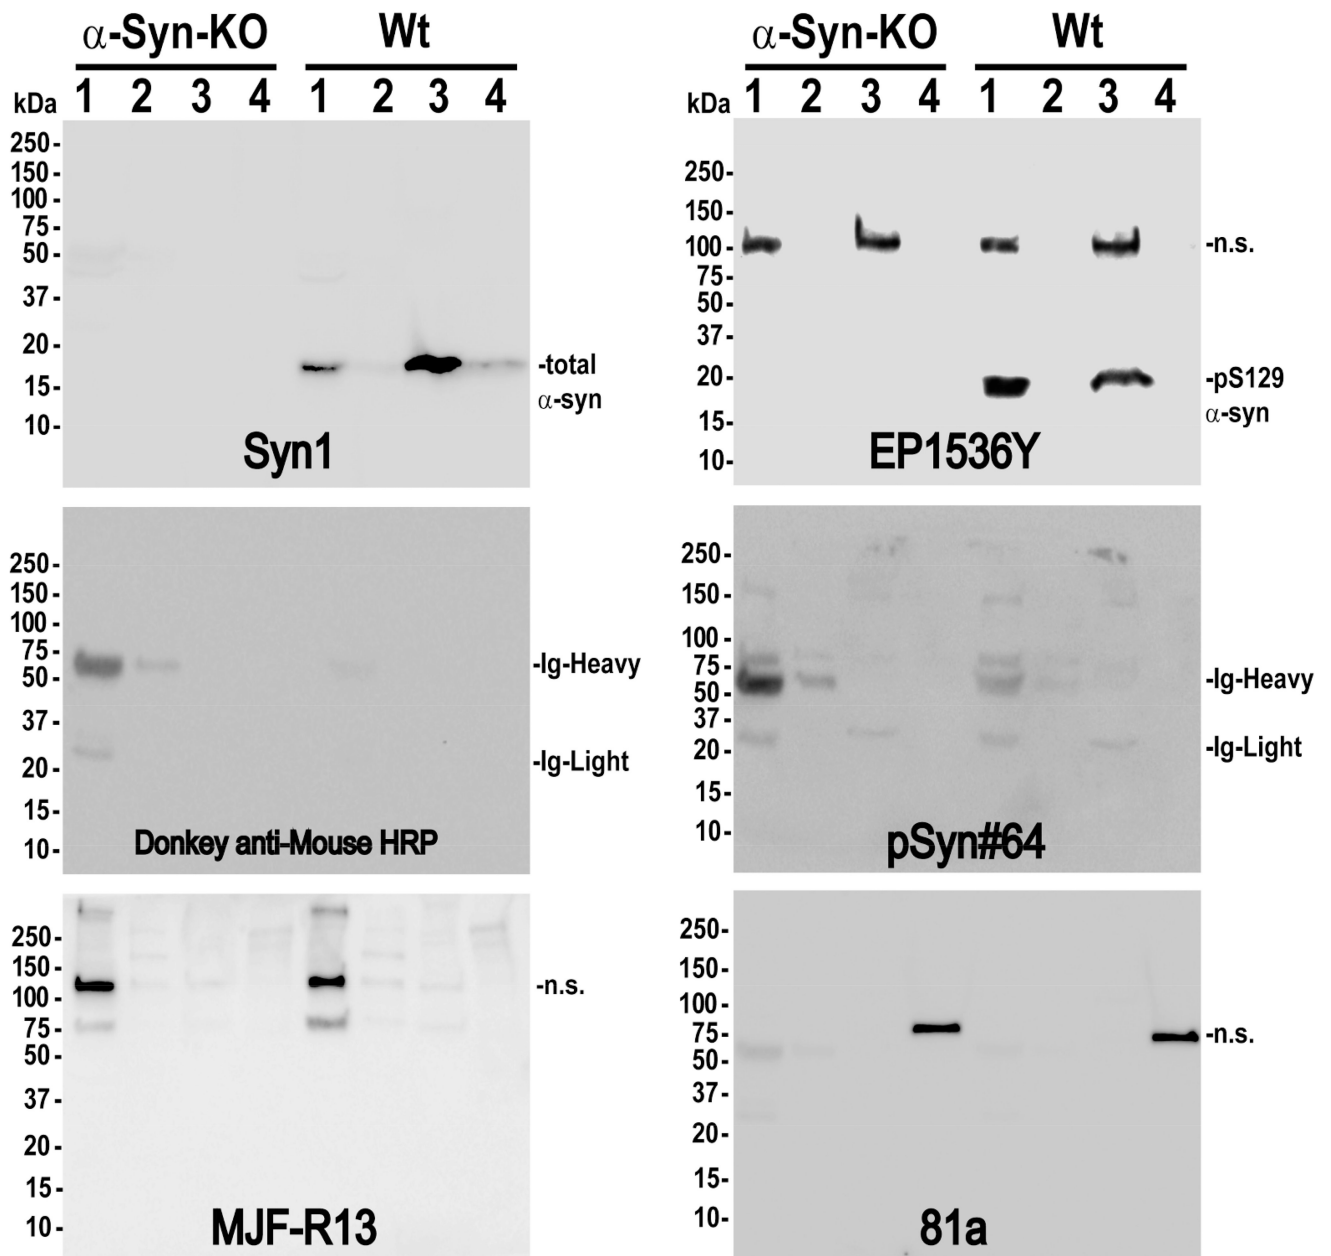 α-Syn-KO Wt
kDa 1 2 3 4 1 2 3 4
250-
150-
100-
75-
50-
37-
20-
15-
10-
-total
α-syn
Syn1
α-Syn-KO Wt
kDa 1 2 3 4 1 2 3 4
250-
150-
100-
75-
50-
37-
20-
15-
10-
-n.s.
-pS129
α-syn
EP1536Y
250-
150-
100-
75-
50-
37-
20-
15-
10-
-Ig-Heavy
-Ig-Light
Donkey anti-Mouse HRP
250-
150-
100-
75-
50-
37-
20-
15-
10-
-Ig-Heavy
-Ig-Light
pSyn#64
250-
150-
100-
75-
50-
37-
20-
15-
10-
-n.s.
MJF-R13
250-
150-
100-
75-
50-
37-
20-
15-
10-
-n.s.
81a